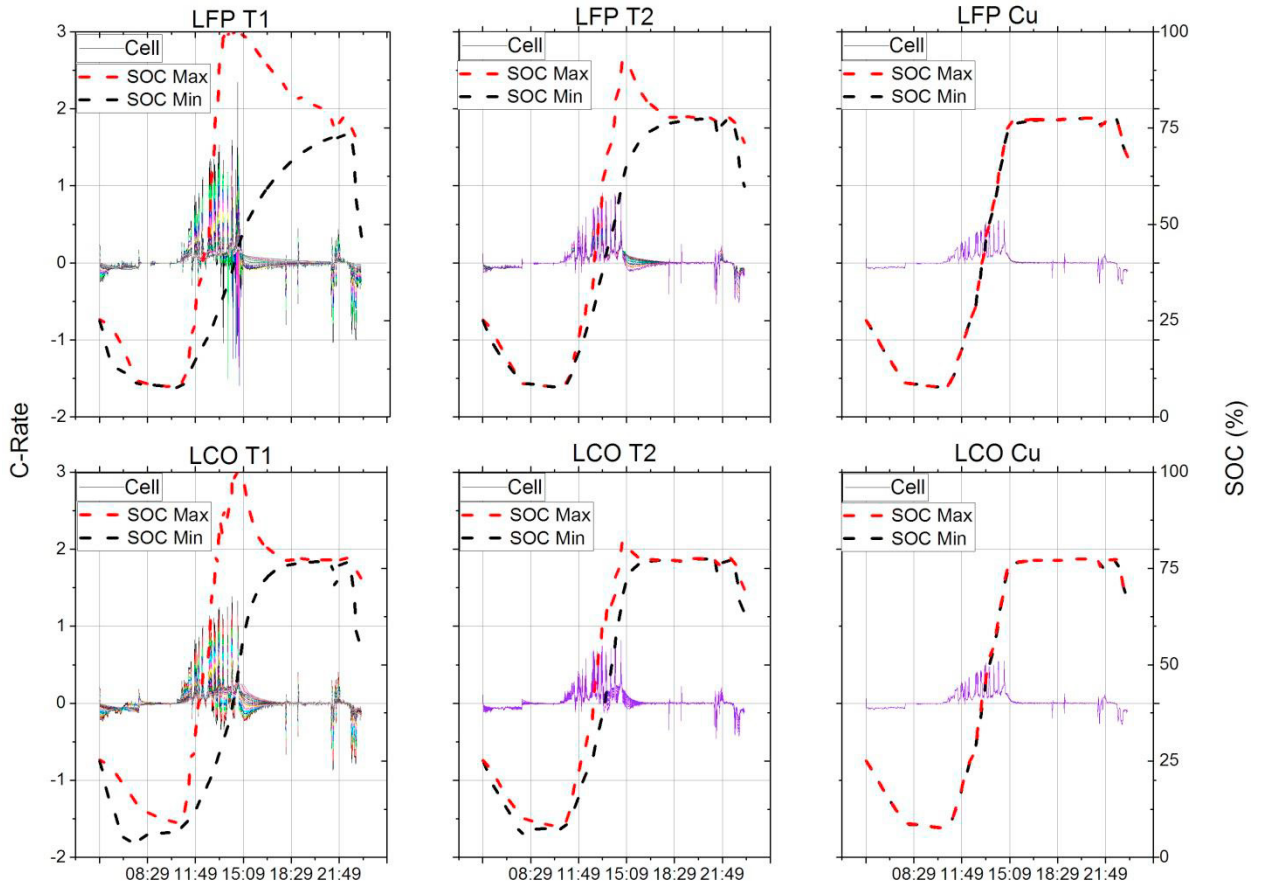 LFP T1
LFP T2
LFP Cu
Cell
SOC Max
SOC Min
Cell
SOC Max
SOC Min
Cell
SOC Max
SOC Min
3
2
1
0
-1
-2
100
75
50
25
0
C-Rate
SOC (%)
LCO T1
LCO T2
LCO Cu
Cell
SOC Max
SOC Min
Cell
SOC Max
SOC Min
Cell
SOC Max
SOC Min
3
2
1
0
-1
-2
100
75
50
25
0
08:29 11:49 15:09 18:29 21:49
08:29 11:49 15:09 18:29 21:49
08:29 11:49 15:09 18:29 21:49